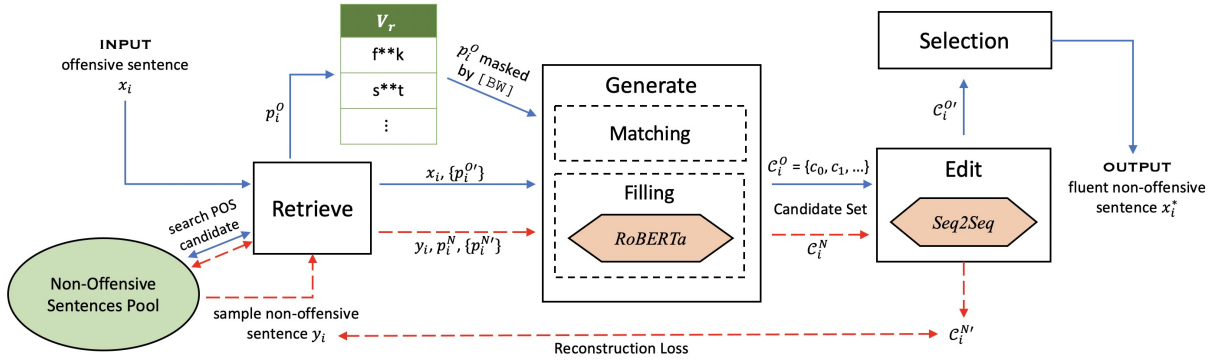 INPUT
offensive sentence
𝑥ᵢ
𝑝ᵢᴼ
𝑉ᵣ
f**k
s**t
⋮
𝑝ᵢᴼ masked
by [BW]
Retrieve
search POS
candidate
Non-Offensive
Sentences Pool
sample non-offensive
sentence 𝑦ᵢ
𝑥ᵢ, {𝑝ᵢᴼ′}
𝑦ᵢ, 𝑝ᵢᴺ, {𝑝ᵢᴺ′}
Generate
Matching
Filling
RoBERTa
𝒞ᵢᴼ = {𝑐₀, 𝑐₁, …}
Candidate Set
𝒞ᵢᴺ
Edit
Seq2Seq
𝒞ᵢᴼ′
Selection
OUTPUT
fluent non-offensive
sentence 𝑥ᵢ*
𝒞ᵢᴺ′
Reconstruction Loss